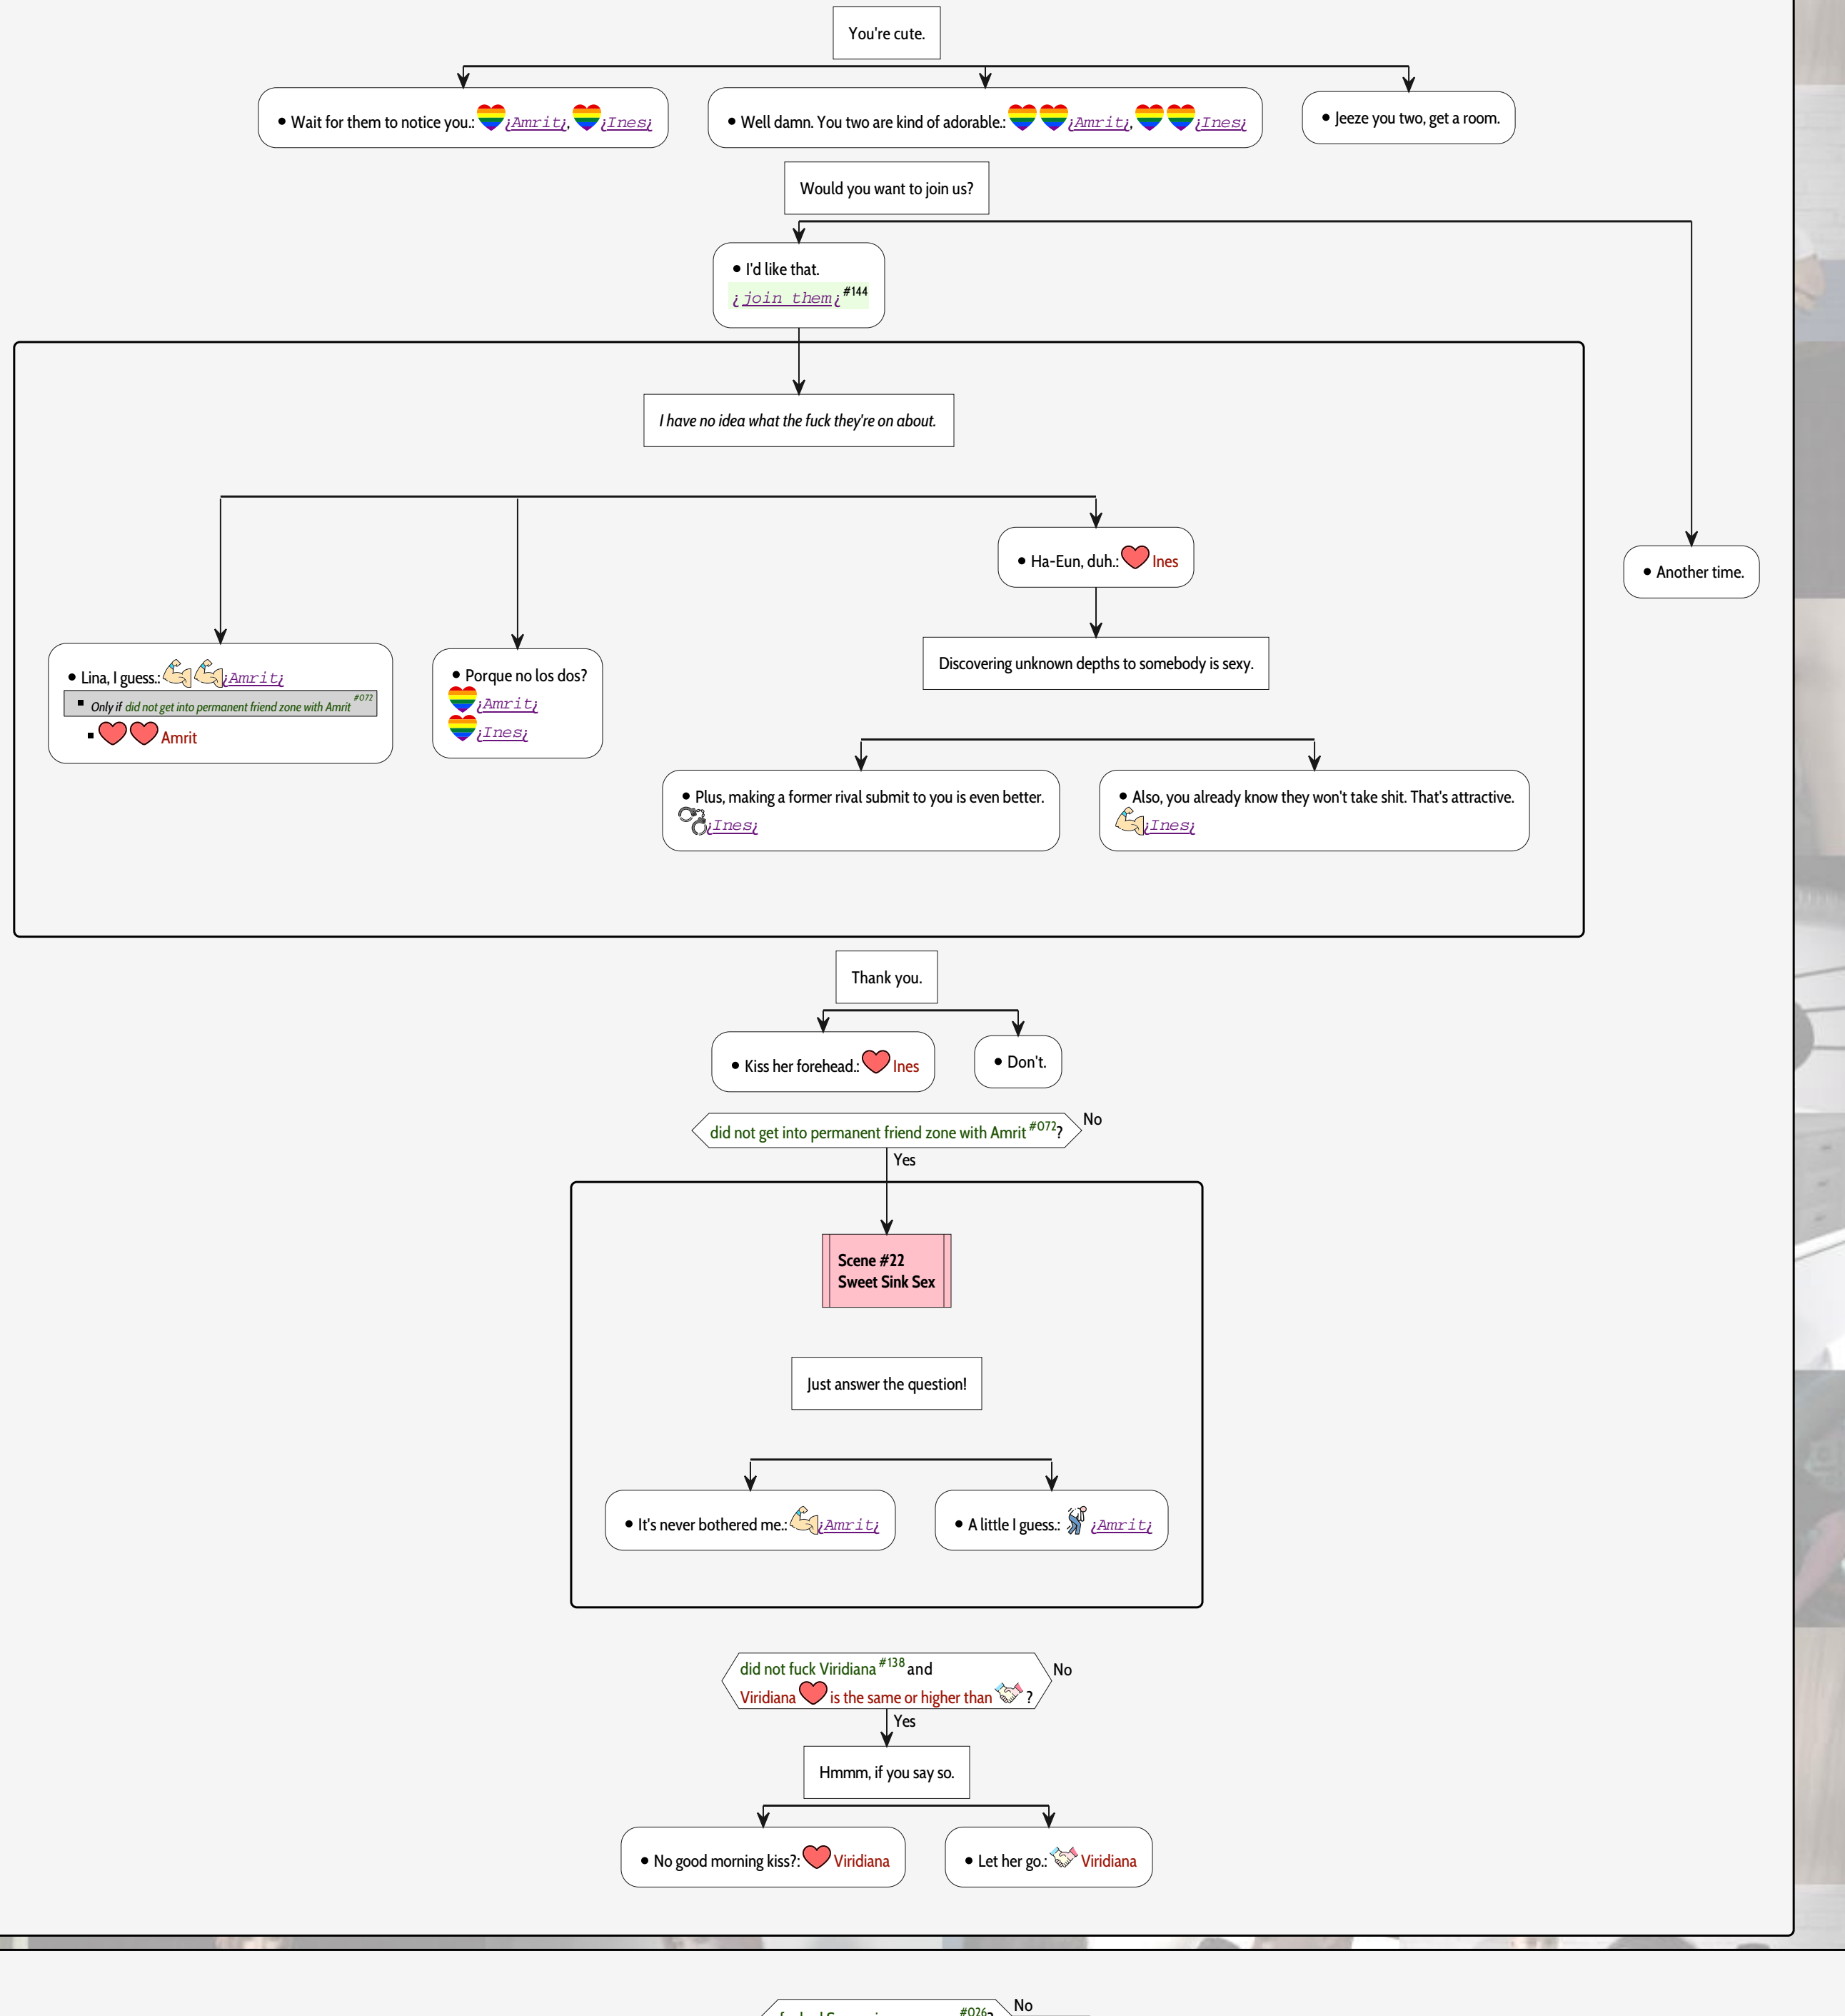 You're cute.
• Wait for them to notice you.: ¿Amrit¿, ¿Ines¿
• Well damn. You two are kind of adorable.: ¿Amrit¿, ¿Ines¿
• Jeeze you two, get a room.
Would you want to join us?
• I'd like that.
¿join them¿ #144
I have no idea what the fuck they're on about.
• Ha-Eun, duh.: Ines
• Another time.
• Lina, I guess.: ¿Amrit¿
▪ Only if did not get into permanent friend zone with Amrit #072
▪ Amrit
• Porque no los dos?
¿Amrit¿
¿Ines¿
Discovering unknown depths to somebody is sexy.
• Plus, making a former rival submit to you is even better.
¿Ines¿
• Also, you already know they won't take shit. That's attractive.
¿Ines¿
Thank you.
• Kiss her forehead.: Ines
• Don't.
did not get into permanent friend zone with Amrit #072?
No
Yes
Scene #22
Sweet Sink Sex
Just answer the question!
• It's never bothered me.: ¿Amrit¿
• A little I guess.: ¿Amrit¿
did not fuck Viridiana #138 and
Viridiana is the same or higher than ?
No
Yes
Hmmm, if you say so.
• No good morning kiss?: Viridiana
• Let her go.: Viridiana
#026?
No